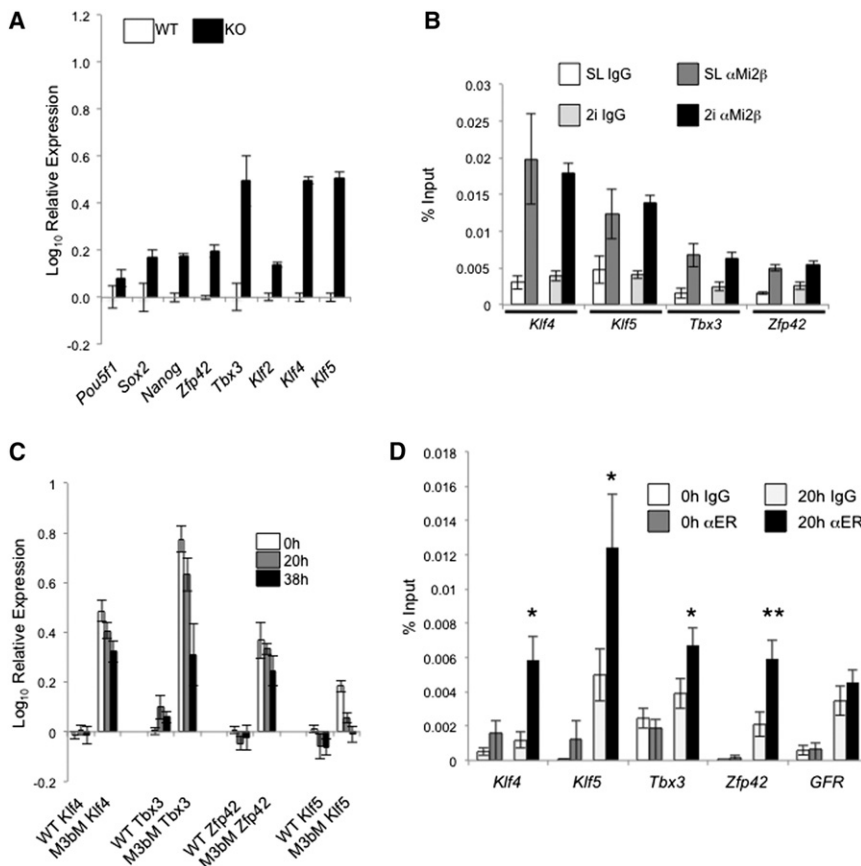 A
WT
KO
Log10 Relative Expression
1.2
1.0
0.8
0.6
0.4
0.2
0.0
-0.2
Pou5f1
Sox2
Nanog
Zfp42
Tbx3
Klf2
Klf4
Klf5
B
SL IgG
SL αMi2β
2i IgG
2i αMi2β
% Input
0.03
0.025
0.02
0.015
0.01
0.005
0
Klf4
Klf5
Tbx3
Zfp42
C
Log10 Relative Expression
1
0.8
0.6
0.4
0.2
0
-0.2
0h
20h
38h
WT Klf4
M3bM Klf4
WT Tbx3
M3bM Tbx3
WT Zfp42
M3bM Zfp42
WT Klf5
M3bM Klf5
D
% Input
0.018
0.016
0.014
0.012
0.010
0.008
0.006
0.004
0.002
0
0h IgG
20h IgG
0h αER
20h αER
*
*
*
**
Klf4
Klf5
Tbx3
Zfp42
GFR